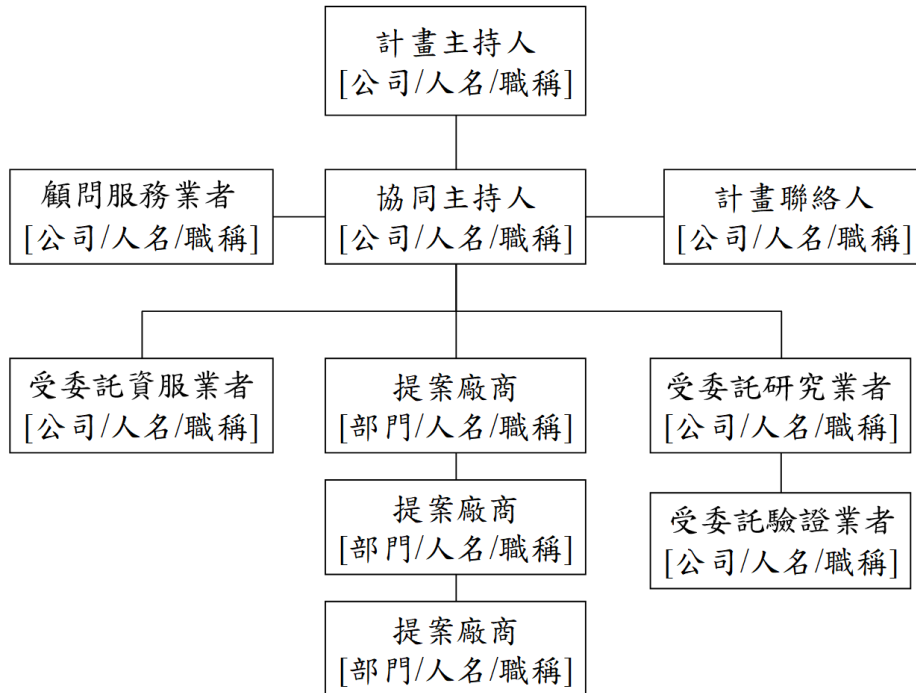 計畫主持人
[公司/人名/職稱]
顧問服務業者
[公司/人名/職稱]
協同主持人
[公司/人名/職稱]
計畫聯絡人
[公司/人名/職稱]
受委託資服業者
[公司/人名/職稱]
提案廠商
[部門/人名/職稱]
受委託研究業者
[公司/人名/職稱]
提案廠商
[部門/人名/職稱]
受委託驗證業者
[公司/人名/職稱]
提案廠商
[部門/人名/職稱]